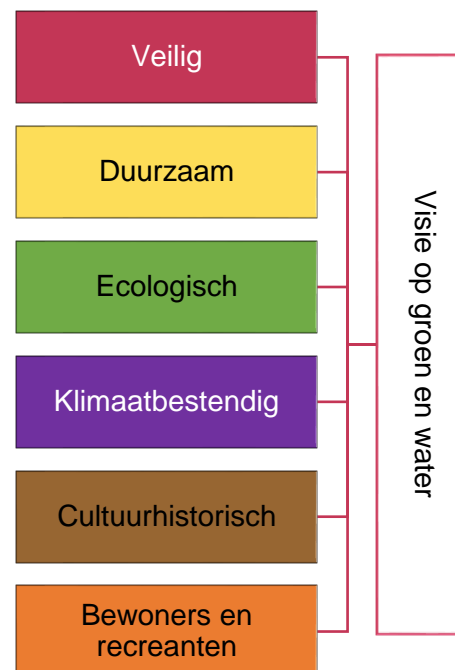 Veilig
Duurzaam
Ecologisch
Klimaatbestendig
Cultuurhistorisch
Bewoners en
recreanten
Visie op groen en water